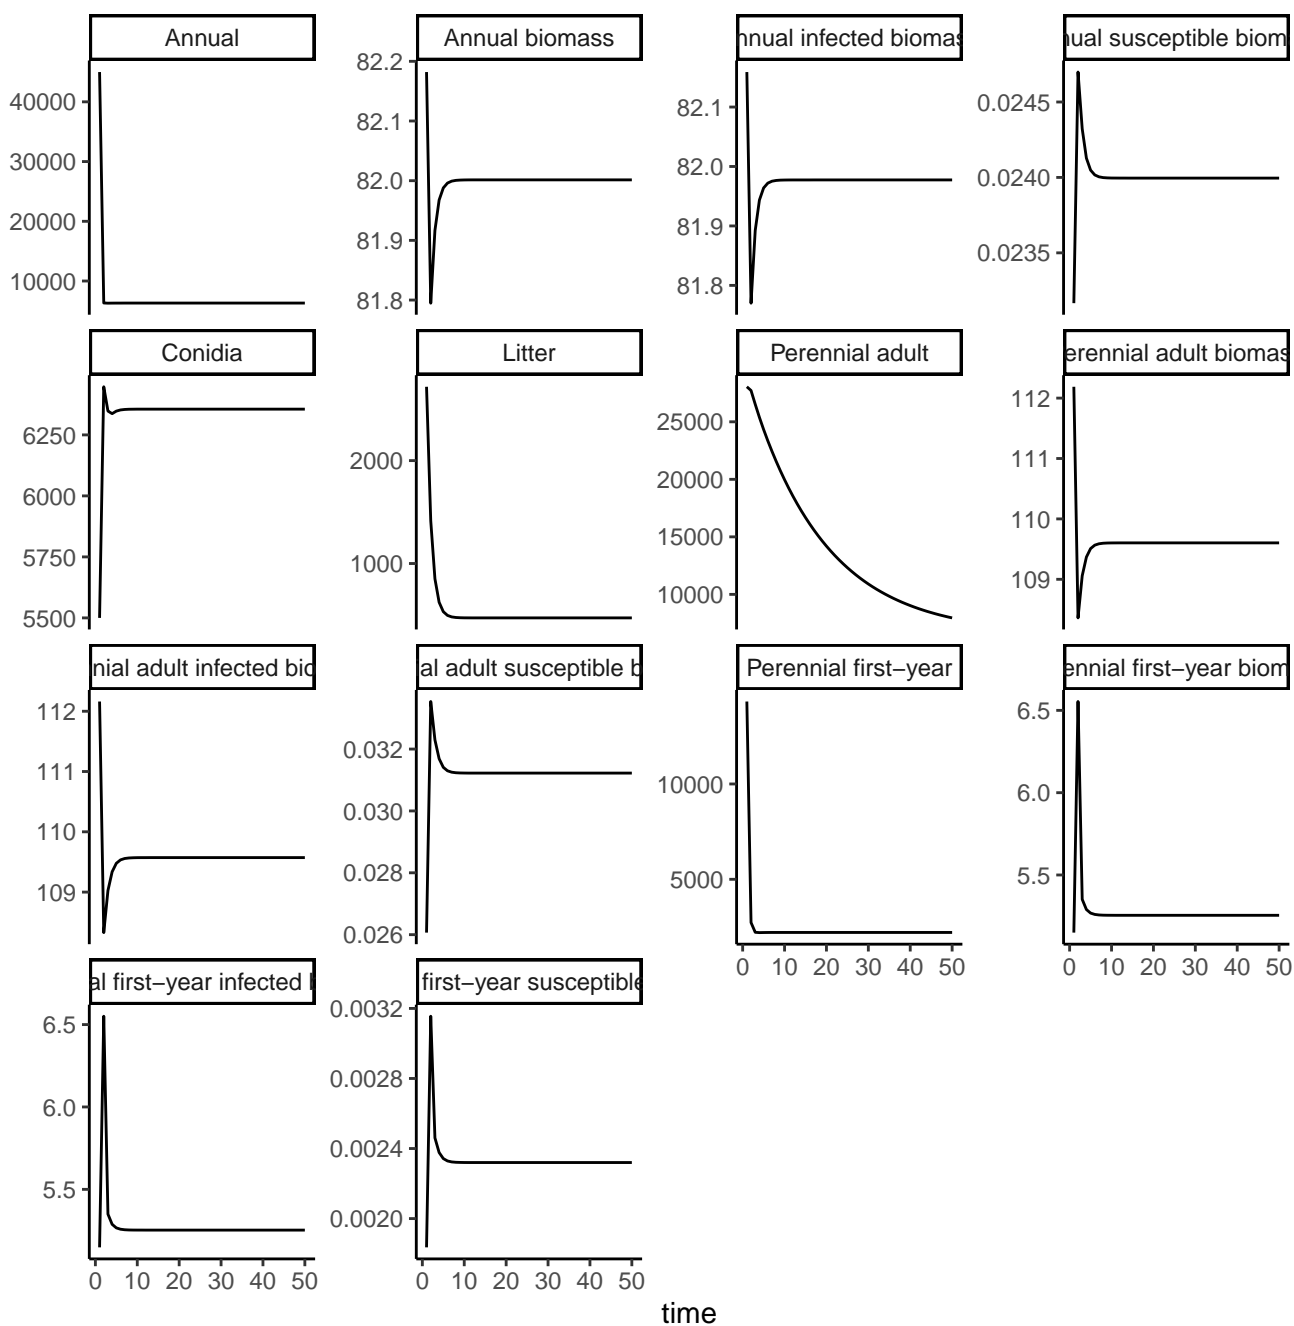 Annual
Annual biomass
nnual infected biomas
nual susceptible biom
40000
30000
20000
10000
82.2
82.1
82.0
81.9
81.8
82.1
82.0
81.9
81.8
0.0245
0.0240
0.0235
Conidia
Litter
Perennial adult
erennial adult biomas
6250
6000
5750
5500
2000
1000
25000
20000
15000
10000
112
111
110
109
nial adult infected bio
al adult susceptible b
Perennial first−year
ennial first−year biom
112
111
110
109
0.032
0.030
0.028
0.026
10000
5000
6.5
6.0
5.5
0 10 20 30 40 50
0 10 20 30 40 50
al first−year infected b
first−year susceptible
6.5
6.0
5.5
0.0032
0.0028
0.0024
0.0020
0 10 20 30 40 50
0 10 20 30 40 50
time